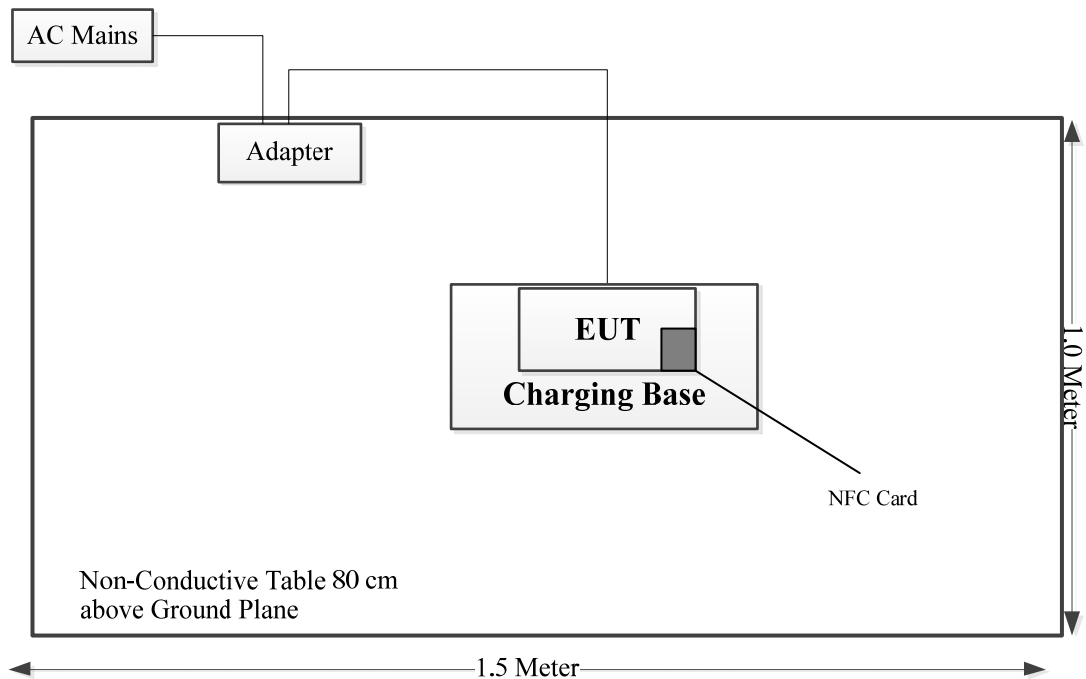 AC Mains
Adapter
EUT
Charging Base
1.0 Meter
NFC Card
Non-Conductive Table 80 cm
above Ground Plane
1.5 Meter